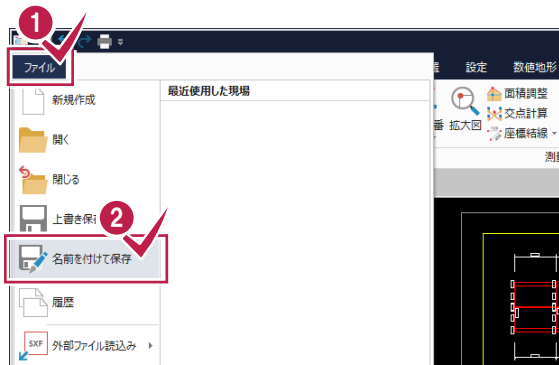 1
ファイル
設定
数値地形
新規作成
最近使用した現場
面積調整
交点計算
拡大図
座標結線
開く
閉じる
上書き保
2
名前を付けて保存
履歴
SXF 外部ファイル読込み